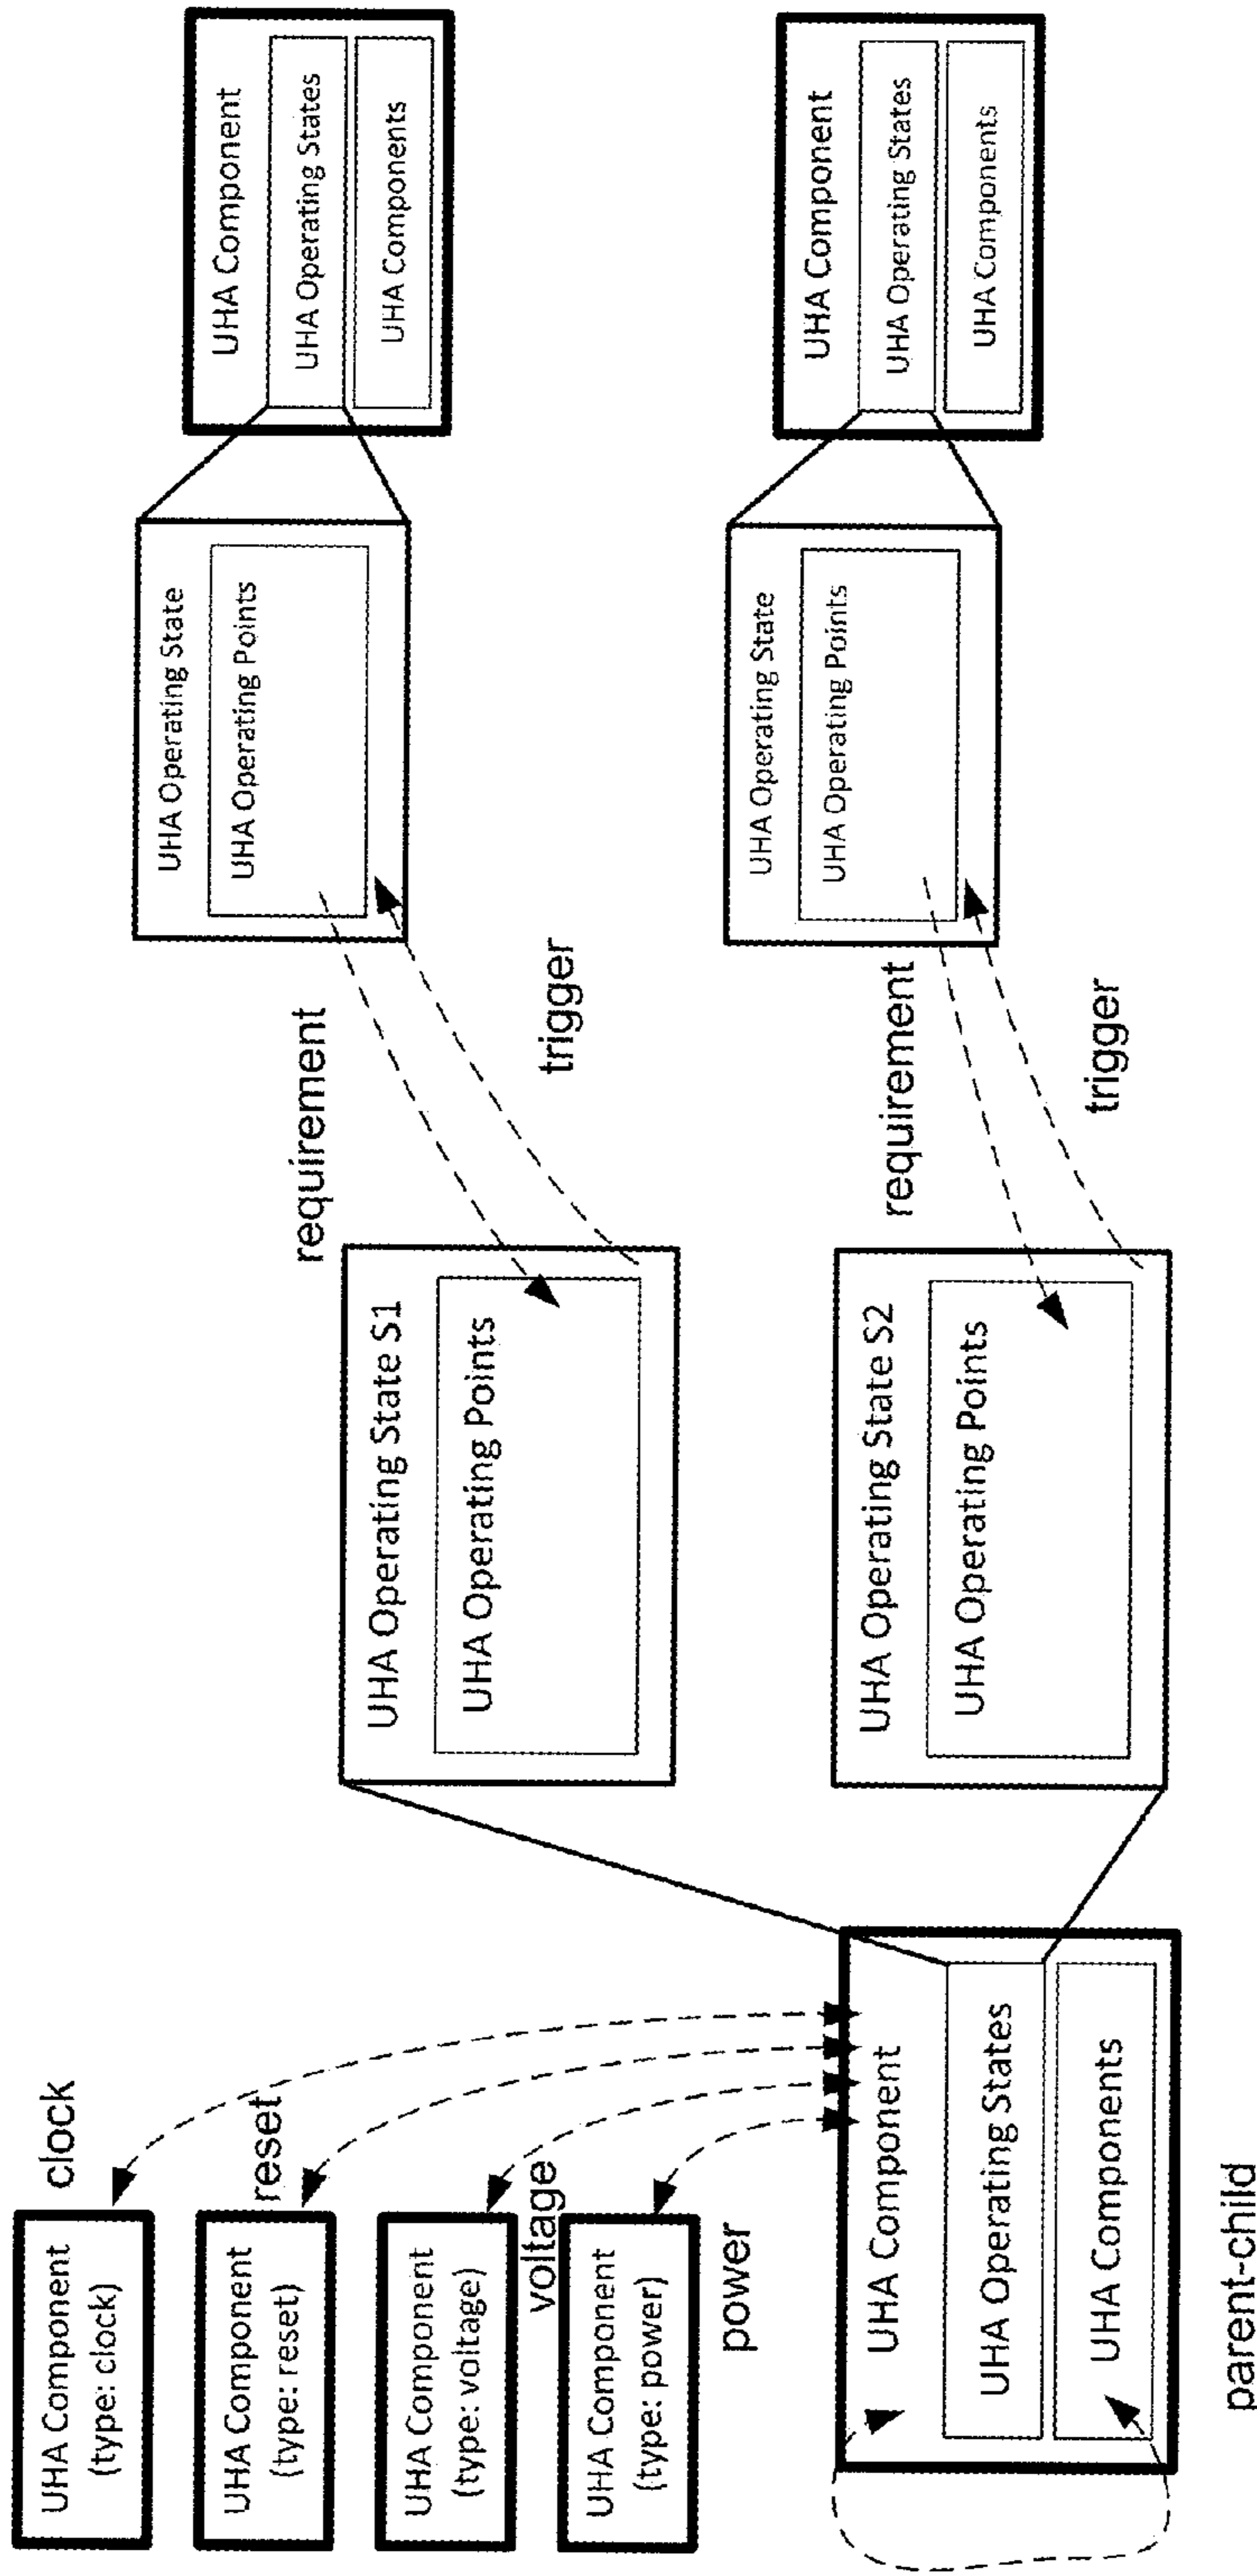 UHA Component
(type: clock)
clock
UHA Component
(type: reset)
reset
UHA Component
(type: voltage)
voltage
UHA Component
(type: power)
power
UHA Component
UHA Operating States
UHA Components
parent-child
UHA Operating State S1
UHA Operating Points
UHA Operating State S2
UHA Operating Points
requirement
trigger
requirement
trigger
UHA Operating State
UHA Operating Points
UHA Operating State
UHA Operating Points
UHA Component
UHA Operating States
UHA Components
UHA Component
UHA Operating States
UHA Components